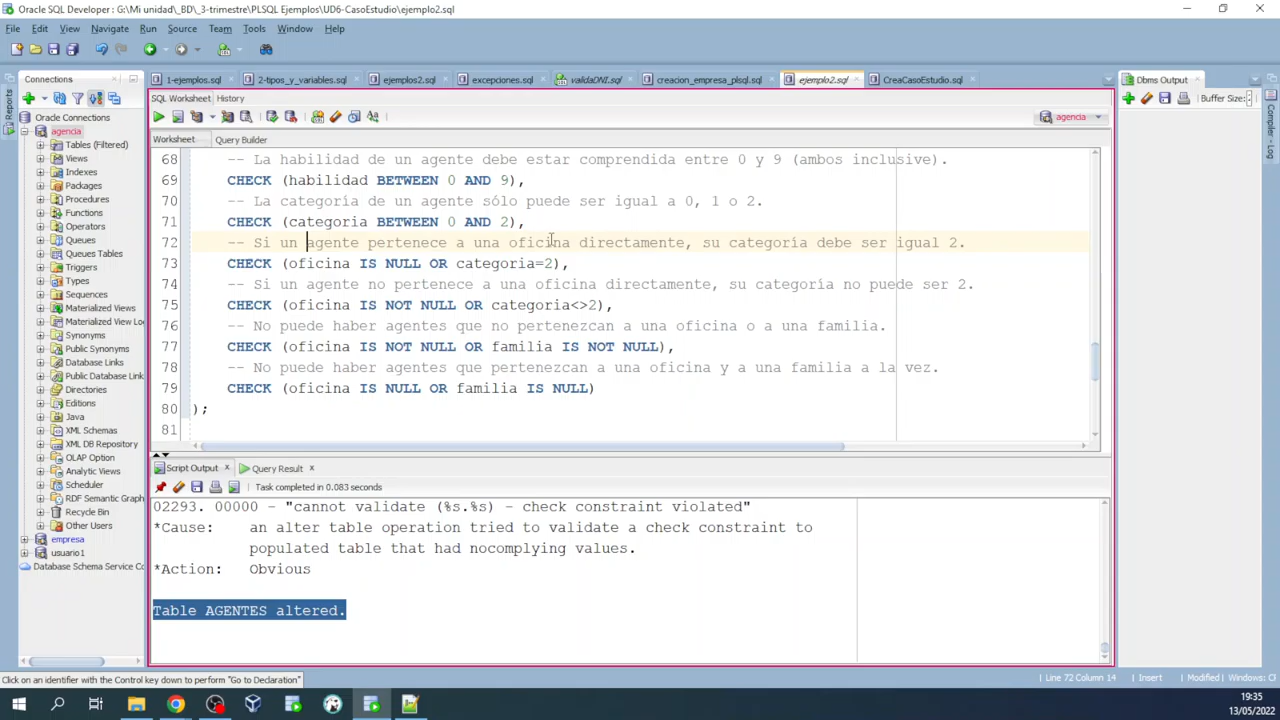 Oracle SQL Developer : G:\Mi unidad\_BD\_3-trimestre\PLSQL Ejemplos\UD6-CasoEstudio\ejemplo2.sql
File Edit View Navigate Run Source Team Tools Window Help
Connections
1-ejemplos.sql 2-tipos_y_variables.sql ejemplos2.sql excepciones.sql validaDNI.sql creacion_empresa_plsql.sql ejemplo2.sql CreaCasoEstudio.sql
Dbms Output
Reports
SQL Worksheet History
Buffer Size:
Compiler - Log
agencia
Worksheet Query Builder
Oracle Connections
agencia
Tables (Filtered)
Views
Indexes
Packages
Procedures
Functions
Operators
Queues
Queues Tables
Triggers
Types
Sequences
Materialized Views
Materialized View Lo
Synonyms
Public Synonyms
Database Links
Public Database Link
Directories
Editions
Java
XML Schemas
XML DB Repository
OLAP Option
Analytic Views
Scheduler
RDF Semantic Graph
Recycle Bin
Other Users
empresa
usuario1
Database Schema Service Co
68 -- La habilidad de un agente debe estar comprendida entre 0 y 9 (ambos inclusive).
69 CHECK (habilidad BETWEEN 0 AND 9),
70 -- La categoría de un agente sólo puede ser igual a 0, 1 o 2.
71 CHECK (categoria BETWEEN 0 AND 2),
72 -- Si un agente pertenece a una oficina directamente, su categoría debe ser igual 2.
73 CHECK (oficina IS NULL OR categoria=2),
74 -- Si un agente no pertenece a una oficina directamente, su categoría no puede ser 2.
75 CHECK (oficina IS NOT NULL OR categoria<>2),
76 -- No puede haber agentes que no pertenezcan a una oficina o a una familia.
77 CHECK (oficina IS NOT NULL OR familia IS NOT NULL),
78 -- No puede haber agentes que pertenezcan a una oficina y a una familia a la vez.
79 CHECK (oficina IS NULL OR familia IS NULL)
80 );
81
Script Output Query Result
Task completed in 0.083 seconds
02293. 00000 - "cannot validate (%s.%s) - check constraint violated"
*Cause: an alter table operation tried to validate a check constraint to
populated table that had nocomplying values.
*Action: Obvious
Table AGENTES altered.
Click on an identifier with the Control key down to perform "Go to Declaration"
Line 72 Column 14 Insert Modified Windows: Cl
19:35
13/05/2022